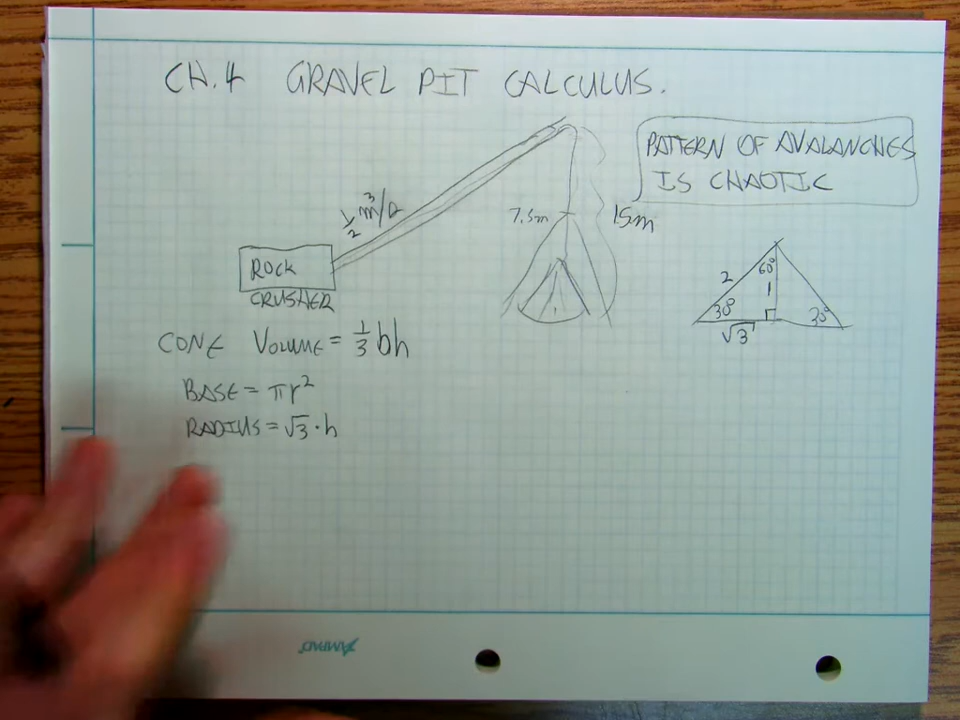 CH.4 GRAVEL PIT CALCULUS.
PATTERN OF AVALANCHES
IS CHAOTIC
1/2 m³/s
7.5m
15m
ROCK
CRUSHER
2
60°
1
30°
30°
√3
CONE VOLUME = 1/3 bh
BASE = πr²
RADIUS = √3 · h
AMPAD